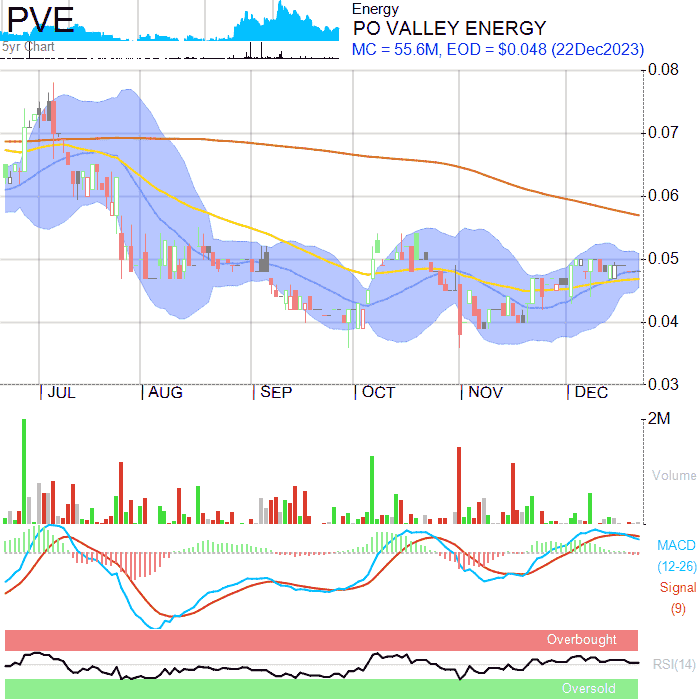 PVE
5yr Chart
Energy
PO VALLEY ENERGY
MC = 55.6M, EOD = $0.048 (22Dec2023)
0.08
0.07
0.06
0.05
0.04
0.03
JUL AUG SEP OCT NOV DEC
2M
Volume
MACD
(12-26)
Signal
(9)
Overbought
RSI(14)
Oversold